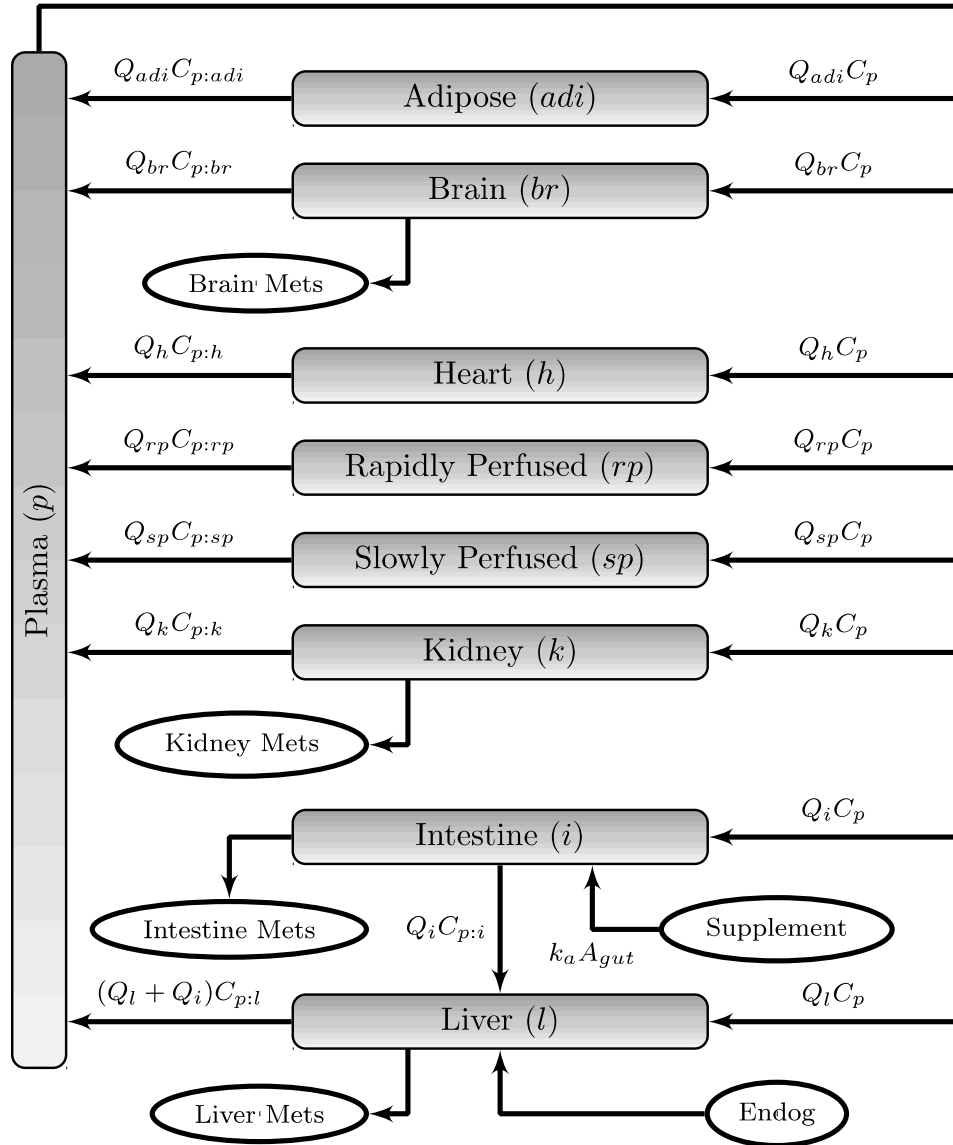 Plasma (p)
Q_{adi}C_{p:adi}
Adipose (adi)
Q_{adi}C_p
Q_{br}C_{p:br}
Brain (br)
Q_{br}C_p
Brain Mets
Q_hC_{p:h}
Heart (h)
Q_hC_p
Q_{rp}C_{p:rp}
Rapidly Perfused (rp)
Q_{rp}C_p
Q_{sp}C_{p:sp}
Slowly Perfused (sp)
Q_{sp}C_p
Q_kC_{p:k}
Kidney (k)
Q_kC_p
Kidney Mets
Intestine (i)
Q_iC_p
Intestine Mets
Q_iC_{p:i}
Supplement
k_aA_{gut}
(Q_l + Q_i)C_{p:l}
Liver (l)
Q_lC_p
Liver Mets
Endog